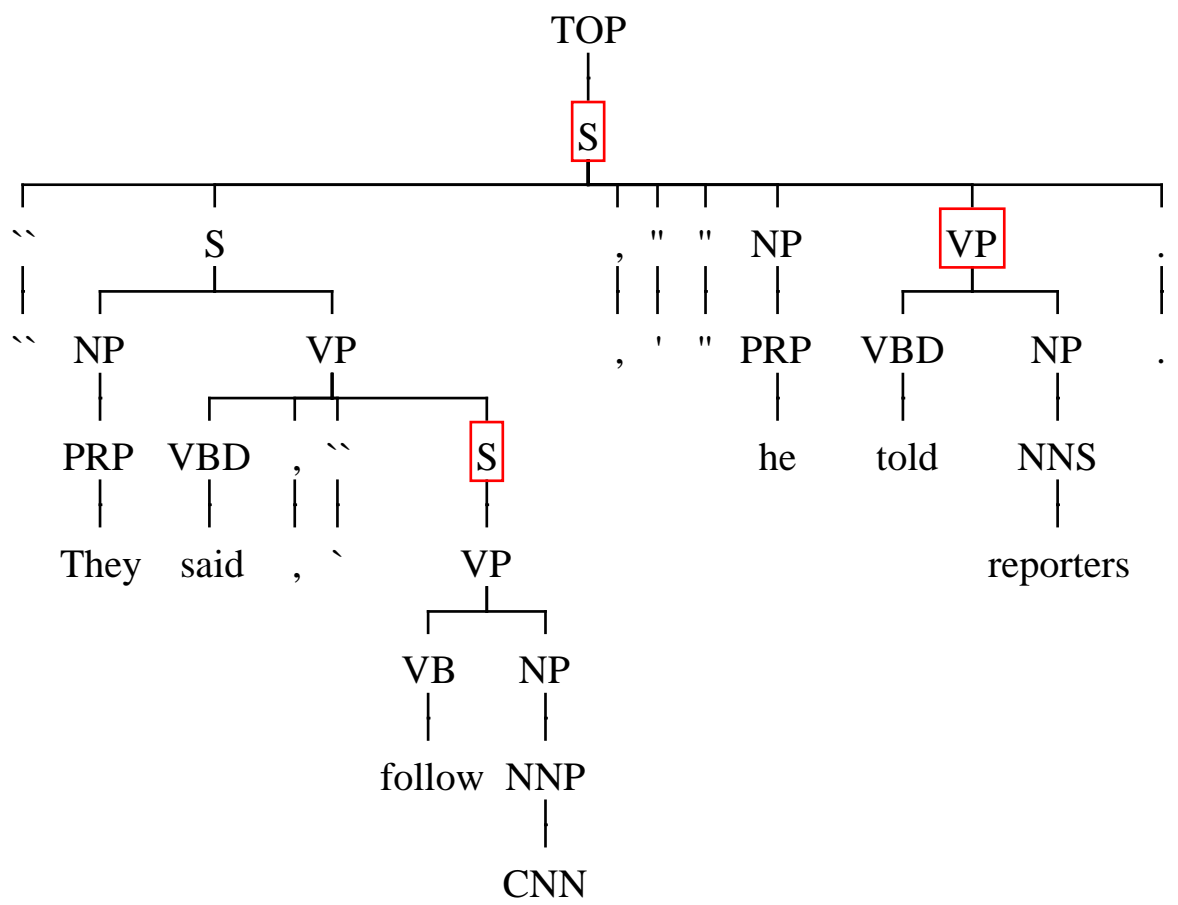 TOP
S
`` S , " " NP VP .
`` NP VP , ' " PRP VBD NP .
PRP VBD , `` S he told NNS
They said , ` VP reporters
VB NP
follow NNP
CNN